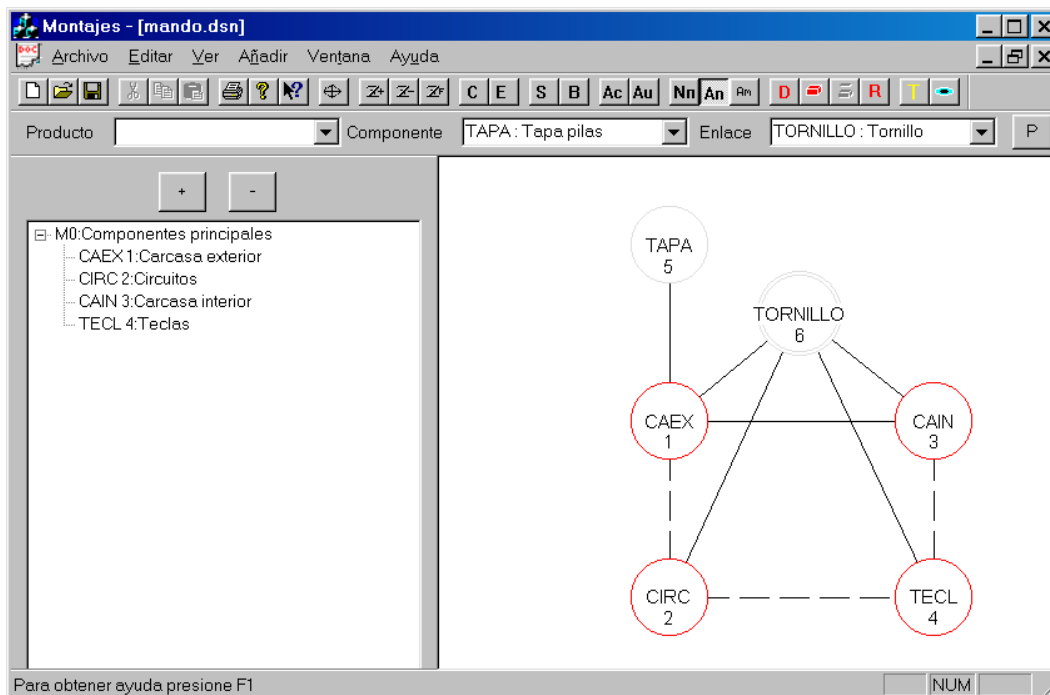 Montajes - [mando.dsn]
Archivo Editar Ver Añadir Ventana Ayuda
Z+ Z- ZF C E S B Ac Au Nn An Am D R T
Producto Componente TAPA : Tapa pilas Enlace TORNILLO : Tornillo P
+ -
M0:Componentes principales
CAEX 1:Carcasa exterior
CIRC 2:Circuitos
CAIN 3:Carcasa interior
TECL 4:Teclas
TAPA
5
TORNILLO
6
CAEX
1
CAIN
3
CIRC
2
TECL
4
Para obtener ayuda presione F1
NUM